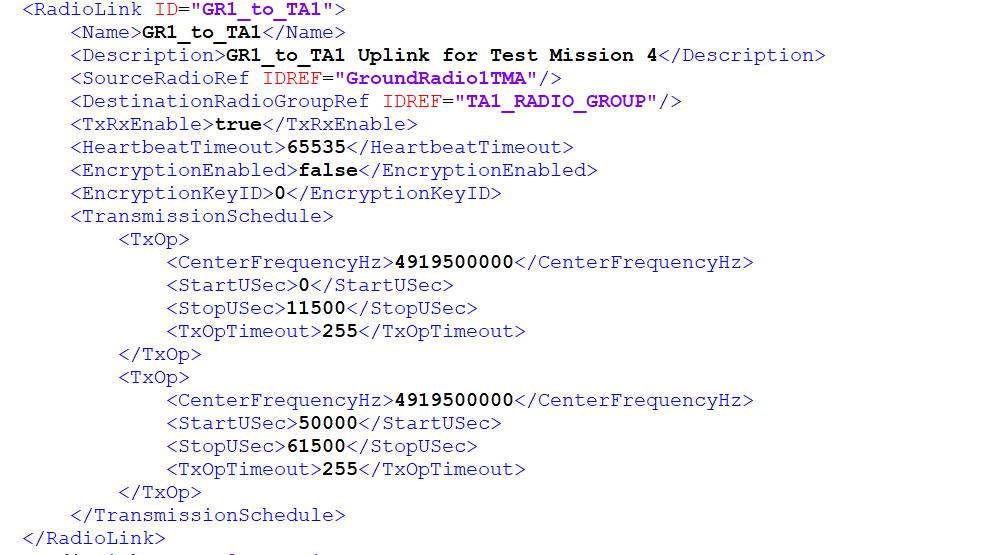 <RadioLink ID="GR1_to_TA1">
<Name>GR1_to_TA1</Name>
<Description>GR1_to_TA1 Uplink for Test Mission 4</Description>
<SourceRadioRef IDREF="GroundRadio1TMA"/>
<DestinationRadioGroupRef IDREF="TA1_RADIO_GROUP"/>
<TxRxEnable>true</TxRxEnable>
<HeartbeatTimeout>65535</HeartbeatTimeout>
<EncryptionEnabled>false</EncryptionEnabled>
<EncryptionKeyID>0</EncryptionKeyID>
<TransmissionSchedule>
<TxOp>
<CenterFrequencyHz>4919500000</CenterFrequencyHz>
<StartUSec>0</StartUSec>
<StopUSec>11500</StopUSec>
<TxOpTimeout>255</TxOpTimeout>
</TxOp>
<TxOp>
<CenterFrequencyHz>4919500000</CenterFrequencyHz>
<StartUSec>50000</StartUSec>
<StopUSec>61500</StopUSec>
<TxOpTimeout>255</TxOpTimeout>
</TxOp>
</TransmissionSchedule>
</RadioLink>